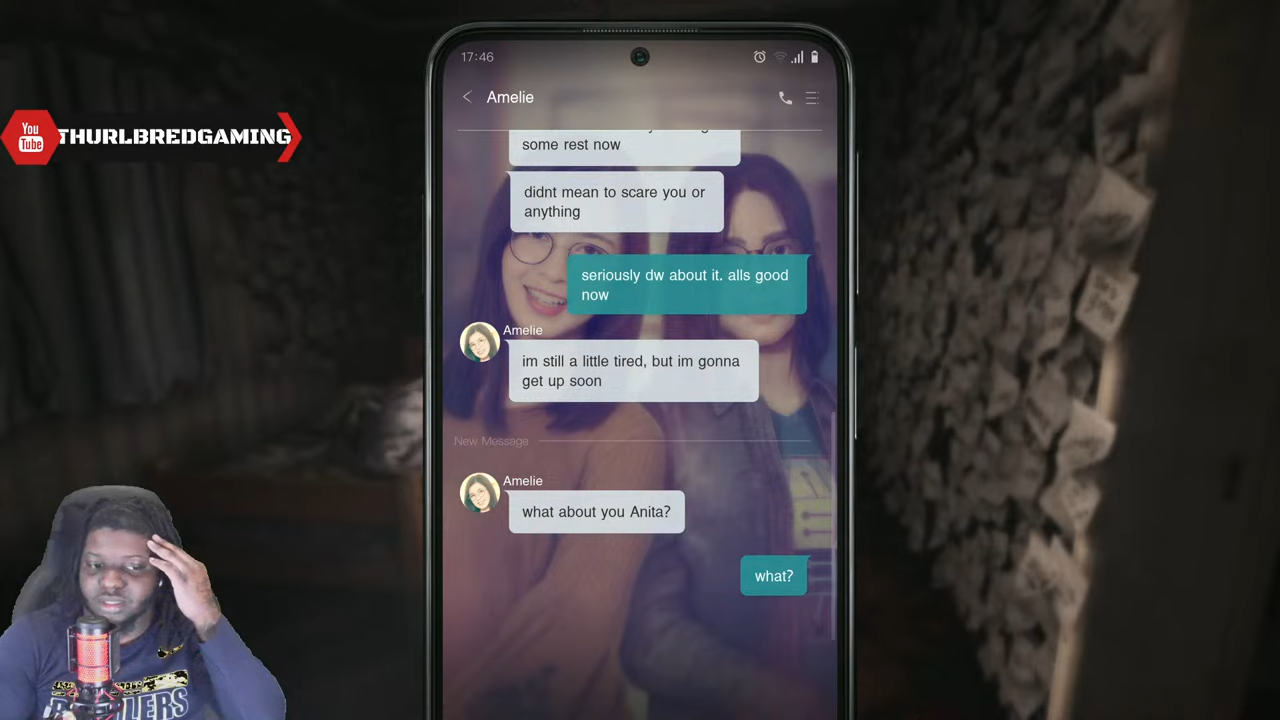 17:46
Amelie
some rest now
didnt mean to scare you or
anything
seriously dw about it. alls good
now
Amelie
im still a little tired, but im gonna
get up soon
New Message
Amelie
what about you Anita?
what?
You
Tube
THURLBREDGAMING